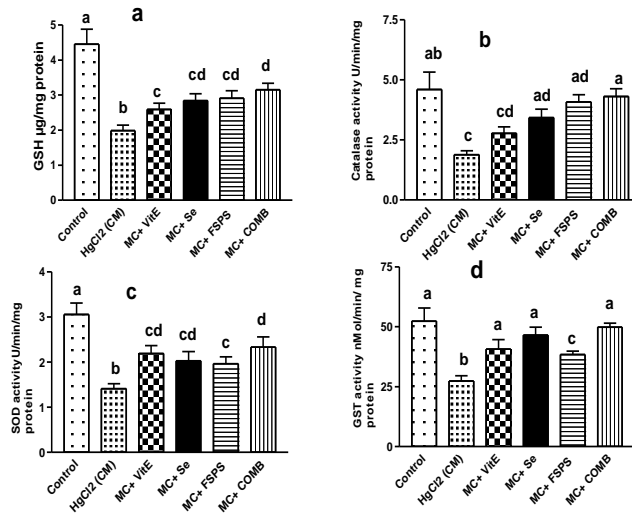 a
GSH µg/mg protein
5
4
3
2
1
0
a
b
c
cd
cd
d
Control
HgCl2 (CM)
MC+ VitE
MC+ Se
MC+ FSPS
MC+ COMB
b
Catalase activity U/min/mg
protein
7.5
5.0
2.5
0.0
ab
c
cd
ad
ad
a
Control
HgCl2 (CM)
MC+ VitE
MC+ Se
MC+ FSPS
MC+ COMB
c
SOD activity U/min/mg
protein
4
3
2
1
0
a
b
cd
cd
c
d
Control
HgCl2 (CM)
MC+ VitE
MC+ Se
MC+ FSPS
MC+ COMB
d
GST activity nMol/min/ mg
protein
75
50
25
0
a
b
a
a
c
a
Control
HgCl2 (CM)
MC+ VitE
MC+ Se
MC+ FSPS
MC+ COMB